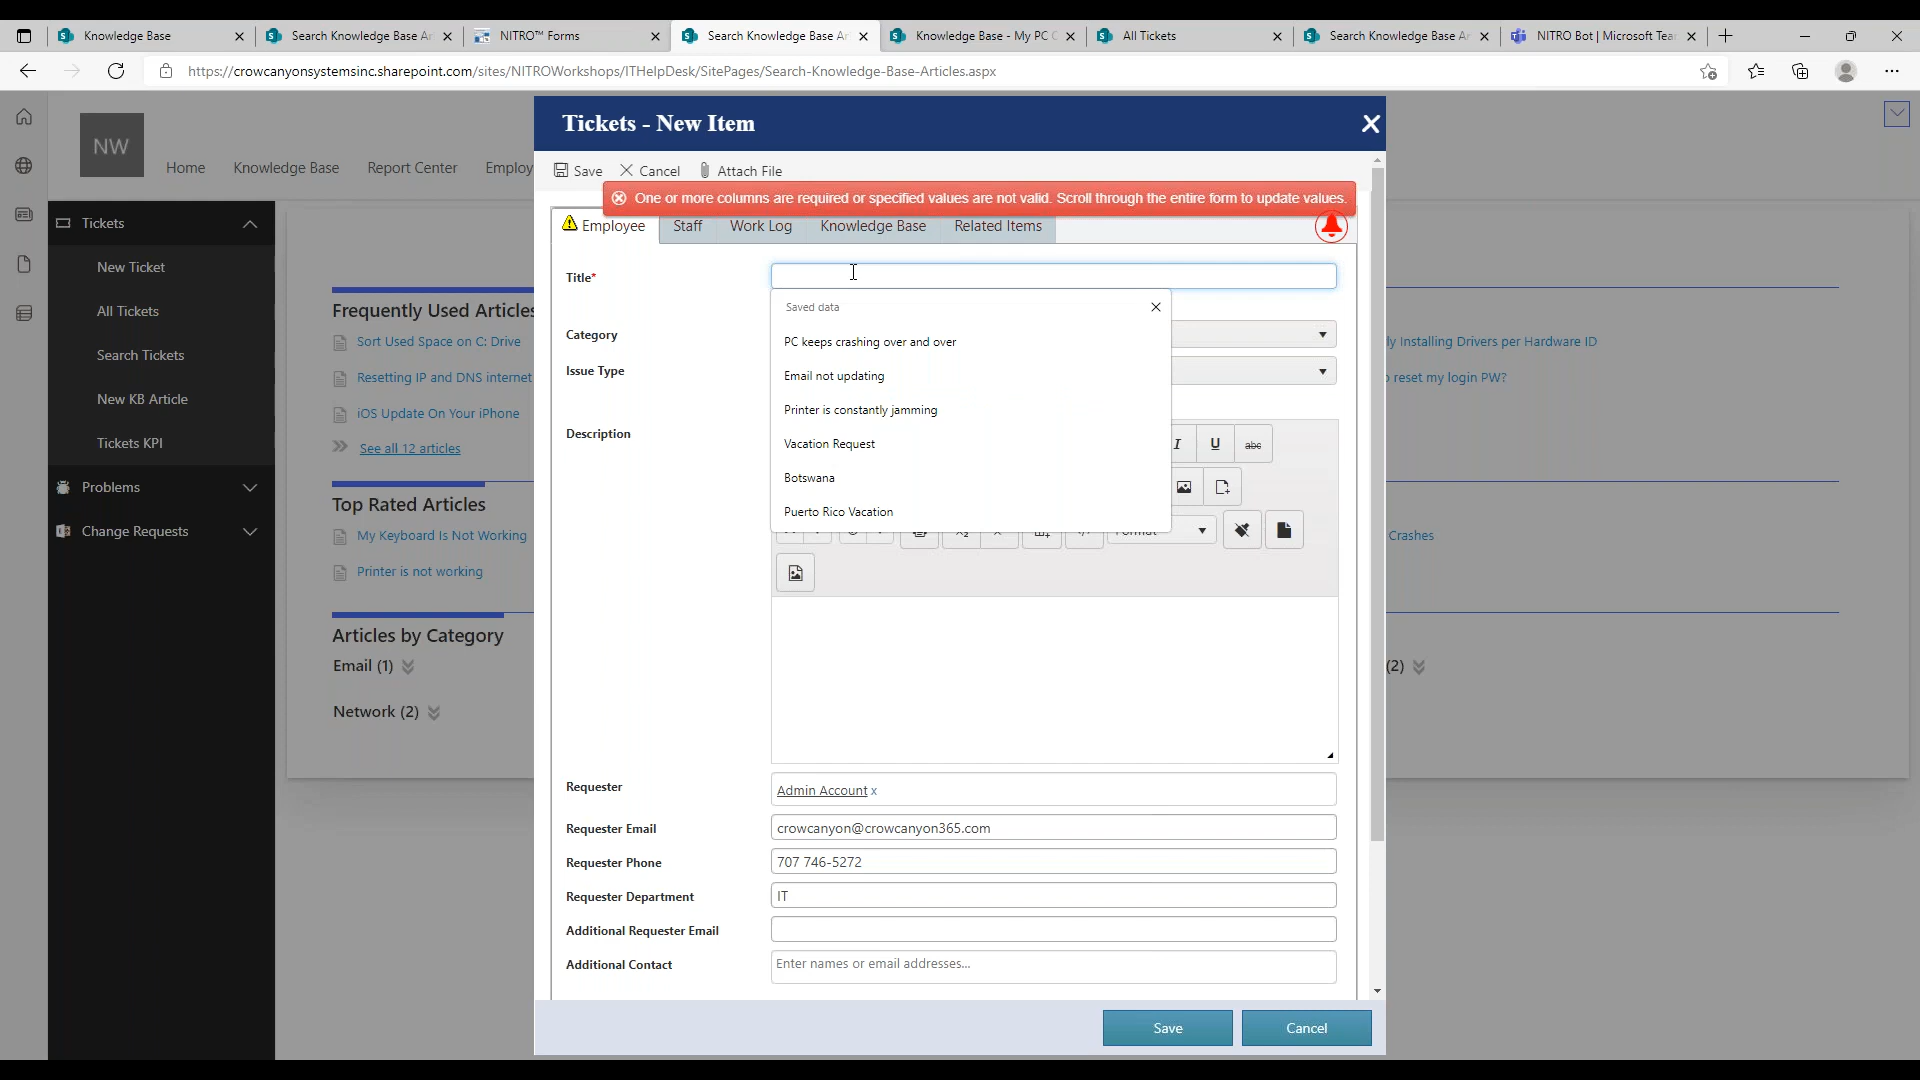 Knowledge Base
Search Knowledge Base Ar
NITRO™ Forms
Search Knowledge Base Ar
Knowledge Base - My PC C
All Tickets
Search Knowledge Base A
NITRO Bot | Microsoft Tea
https://crowcanyonsystemsinc.sharepoint.com/sites/NITROWorkshops/ITHelpDesk/SitePages/Search-Knowledge-Base-Articles.aspx
NW
Home
Knowledge Base
Report Center
Employ
Tickets
New Ticket
All Tickets
Search Tickets
New KB Article
Tickets KPI
Problems
Change Requests
Frequently Used Articles
Sort Used Space on C: Drive
Resetting IP and DNS internet
iOS Update On Your iPhone
See all 12 articles
ly Installing Drivers per Hardware ID
reset my login PW?
Top Rated Articles
My Keyboard Is Not Working
Printer is not working
Crashes
Articles by Category
Email (1)
Network (2)
(2)
Tickets - New Item
Save
Cancel
Attach File
One or more columns are required or specified values are not valid. Scroll through the entire form to update values.
Employee
Staff
Work Log
Knowledge Base
Related Items
Title*
Saved data
PC keeps crashing over and over
Email not updating
Printer is constantly jamming
Vacation Request
Botswana
Puerto Rico Vacation
Category
Issue Type
Description
I
U
abc
Requester
Admin Account x
Requester Email
crowcanyon@crowcanyon365.com
Requester Phone
707 746-5272
Requester Department
IT
Additional Requester Email
Additional Contact
Enter names or email addresses...
Save
Cancel